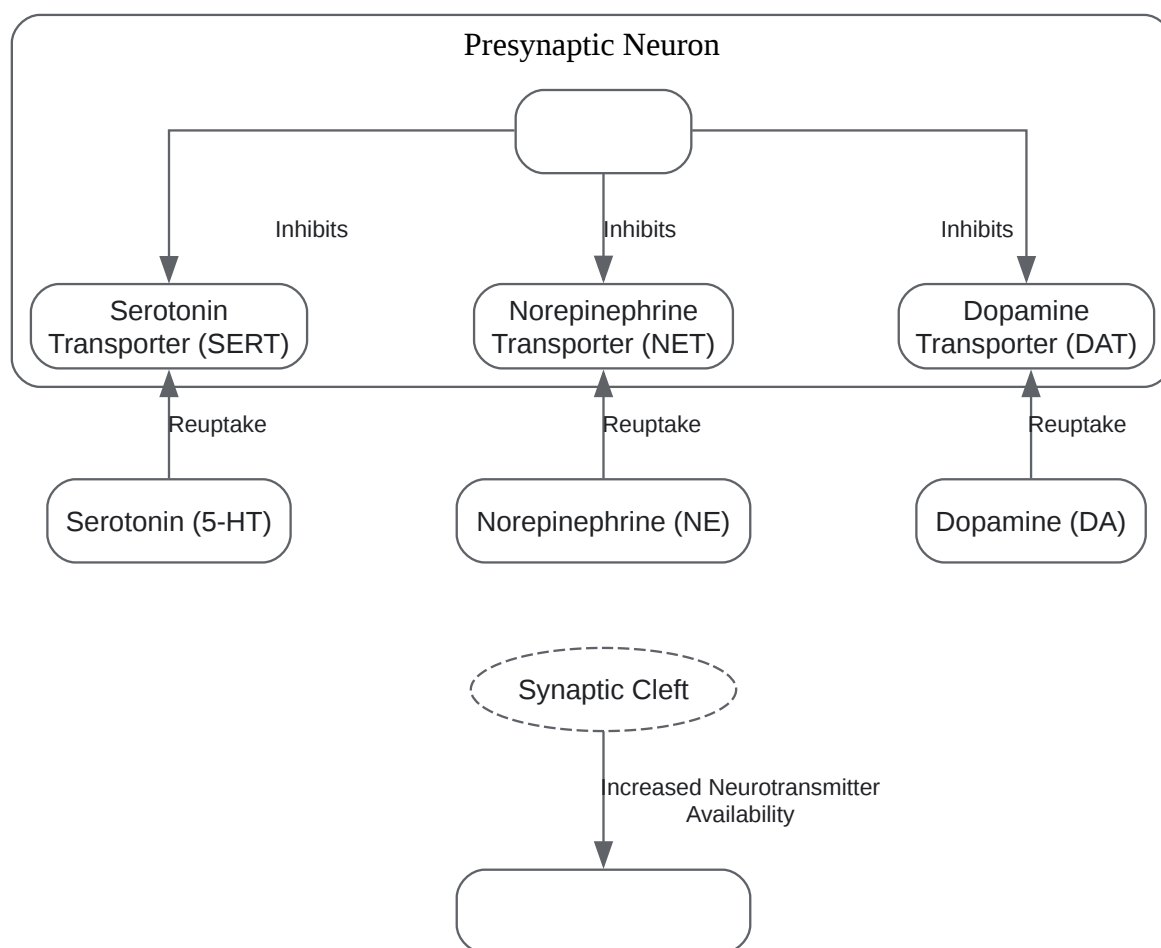 Presynaptic Neuron
Inhibits
Inhibits
Inhibits
Serotonin
Transporter (SERT)
Norepinephrine
Transporter (NET)
Dopamine
Transporter (DAT)
Reuptake
Reuptake
Reuptake
Serotonin (5-HT)
Norepinephrine (NE)
Dopamine (DA)
Synaptic Cleft
Increased Neurotransmitter
Availability